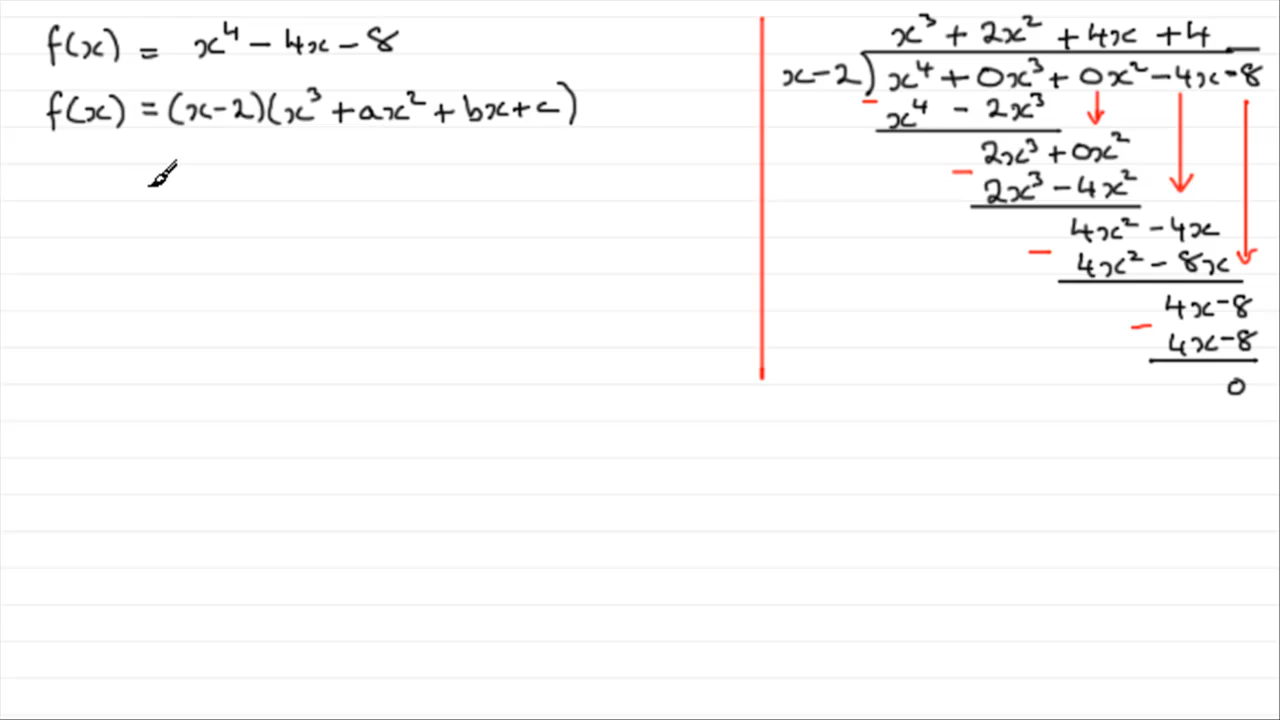 f(x) = x⁴ - 4x - 8
f(x) = (x-2)(x³ + ax² + bx + c)
x³ + 2x² + 4x + 4
x-2) x⁴ + 0x³ + 0x² - 4x - 8
- x⁴ - 2x³
2x³ + 0x²
- 2x³ - 4x²
4x² - 4x
- 4x² - 8x
4x - 8
- 4x - 8
0